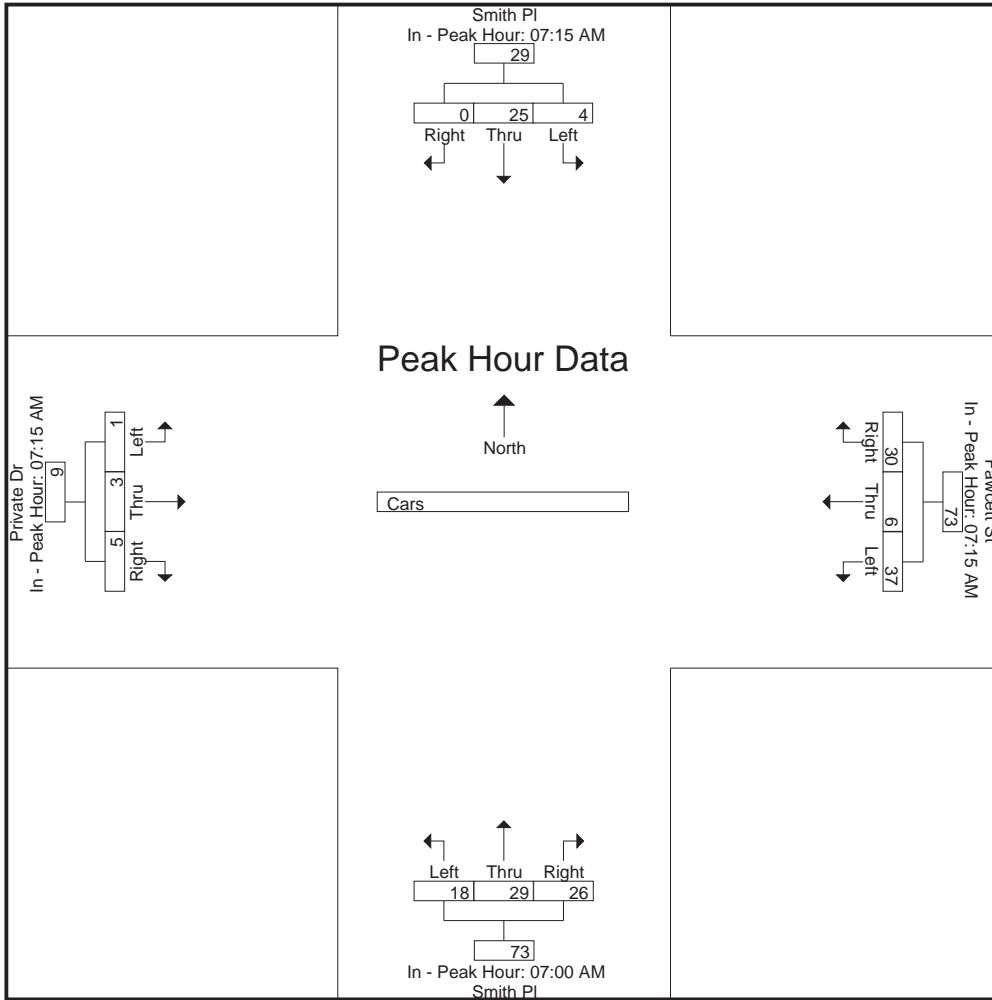 Smith Pl
In - Peak Hour: 07:15 AM
29
0 25 4
Right Thru Left
Peak Hour Data
North
Cars
Private Dr
In - Peak Hour: 07:15 AM
9
1 3 5
Left Thru Right
Fawcett St
In - Peak Hour: 07:15 AM
73
30 6 37
Right Thru Left
Left Thru Right
18 29 26
73
In - Peak Hour: 07:00 AM
Smith Pl